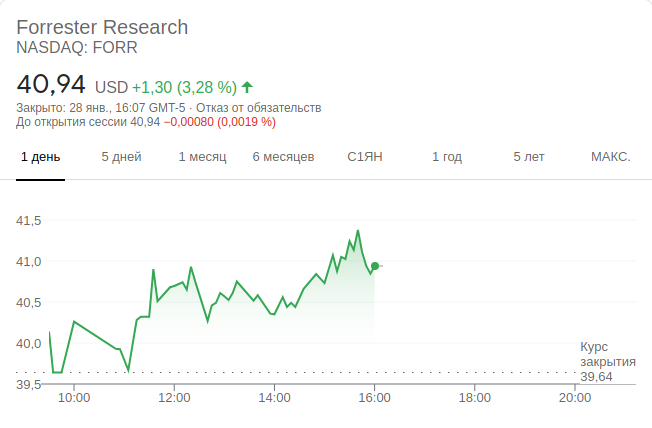 Forrester Research
NASDAQ: FORR
40,94 USD +1,30 (3,28 %)
Закрыто: 28 янв., 16:07 GMT-5 · Отказ от обязательств
До открытия сессии 40,94 −0,00080 (0,0019 %)
1 день 5 дней 1 месяц 6 месяцев С1ЯН 1 год 5 лет МАКС.
41,5
41,0
40,5
40,0
39,5
Курс
закрытия
39,64
10:00 12:00 14:00 16:00 18:00 20:00